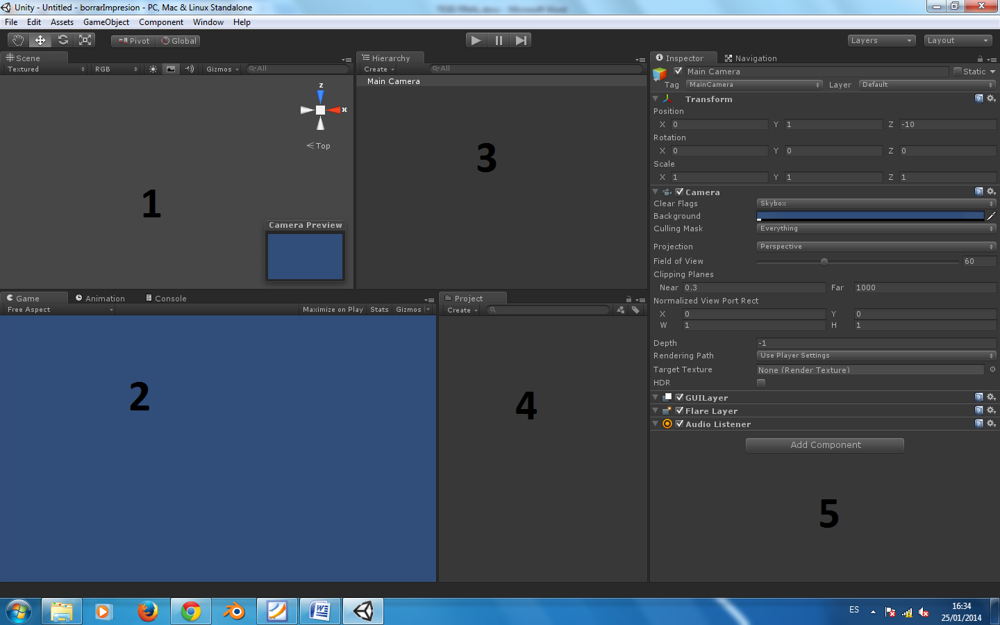 Unity - Untitled - borrarImpresion - PC, Mac & Linux Standalone
File Edit Assets GameObject Component Window Help
Pivot Global Layers Layout
Scene
Textured RGB Gizmos All
z
x
Top
1
Camera Preview
Hierarchy
Create All
Main Camera
3
Game Animation Console
Free Aspect Maximize on Play Stats Gizmos
2
Project
Create
4
Inspector Navigation
Main Camera Static
Tag MainCamera Layer Default
Transform
Position
X 0 Y 1 Z -10
Rotation
X 0 Y 0 Z 0
Scale
X 1 Y 1 Z 1
Camera
Clear Flags Skybox
Background
Culling Mask Everything
Projection Perspective
Field of View 60
Clipping Planes
Near 0.3 Far 1000
Normalized View Port Rect
X 0 Y 0
W 1 H 1
Depth -1
Rendering Path Use Player Settings
Target Texture None (Render Texture)
HDR
GUILayer
Flare Layer
Audio Listener
Add Component
5
ES 16:34
25/01/2014